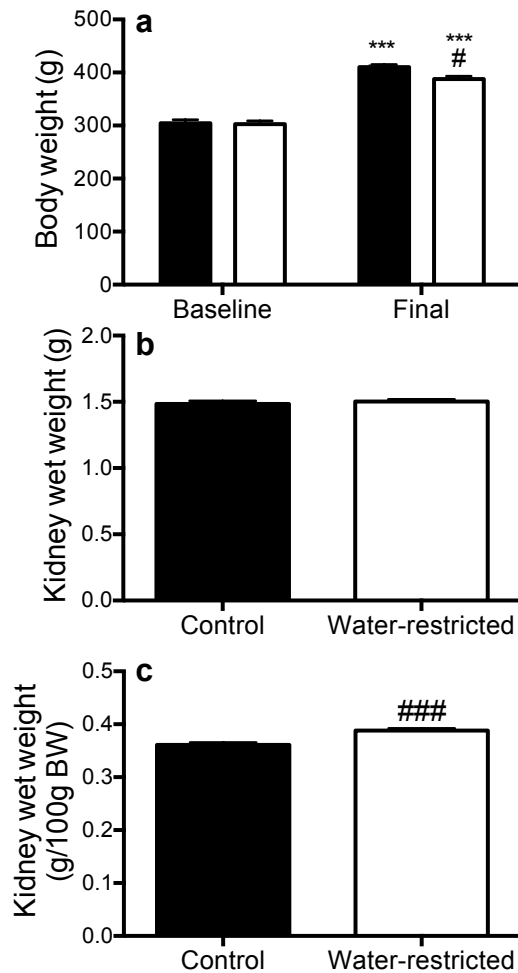 a
Body weight (g)
500
400
300
200
100
0
***
***
#
Baseline Final
b
Kidney wet weight (g)
2.0
1.5
1.0
0.5
0.0
Control Water-restricted
c
Kidney wet weight
(g/100g BW)
0.5
0.4
0.3
0.2
0.1
0.0
###
Control Water-restricted